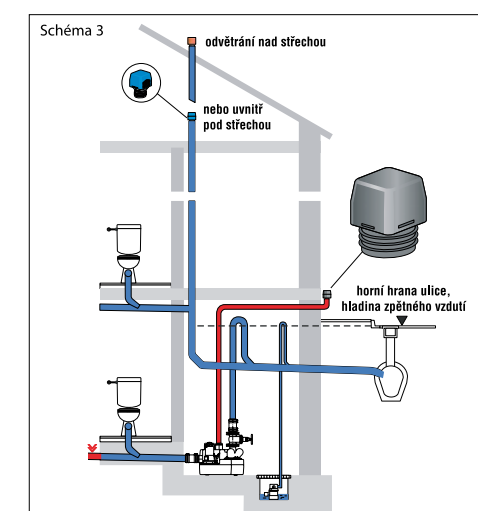 Schéma 3
odvětrání nad střechou
nebo uvnitř
pod střechou
horní hrana ulice,
hladina zpětného vzdutí